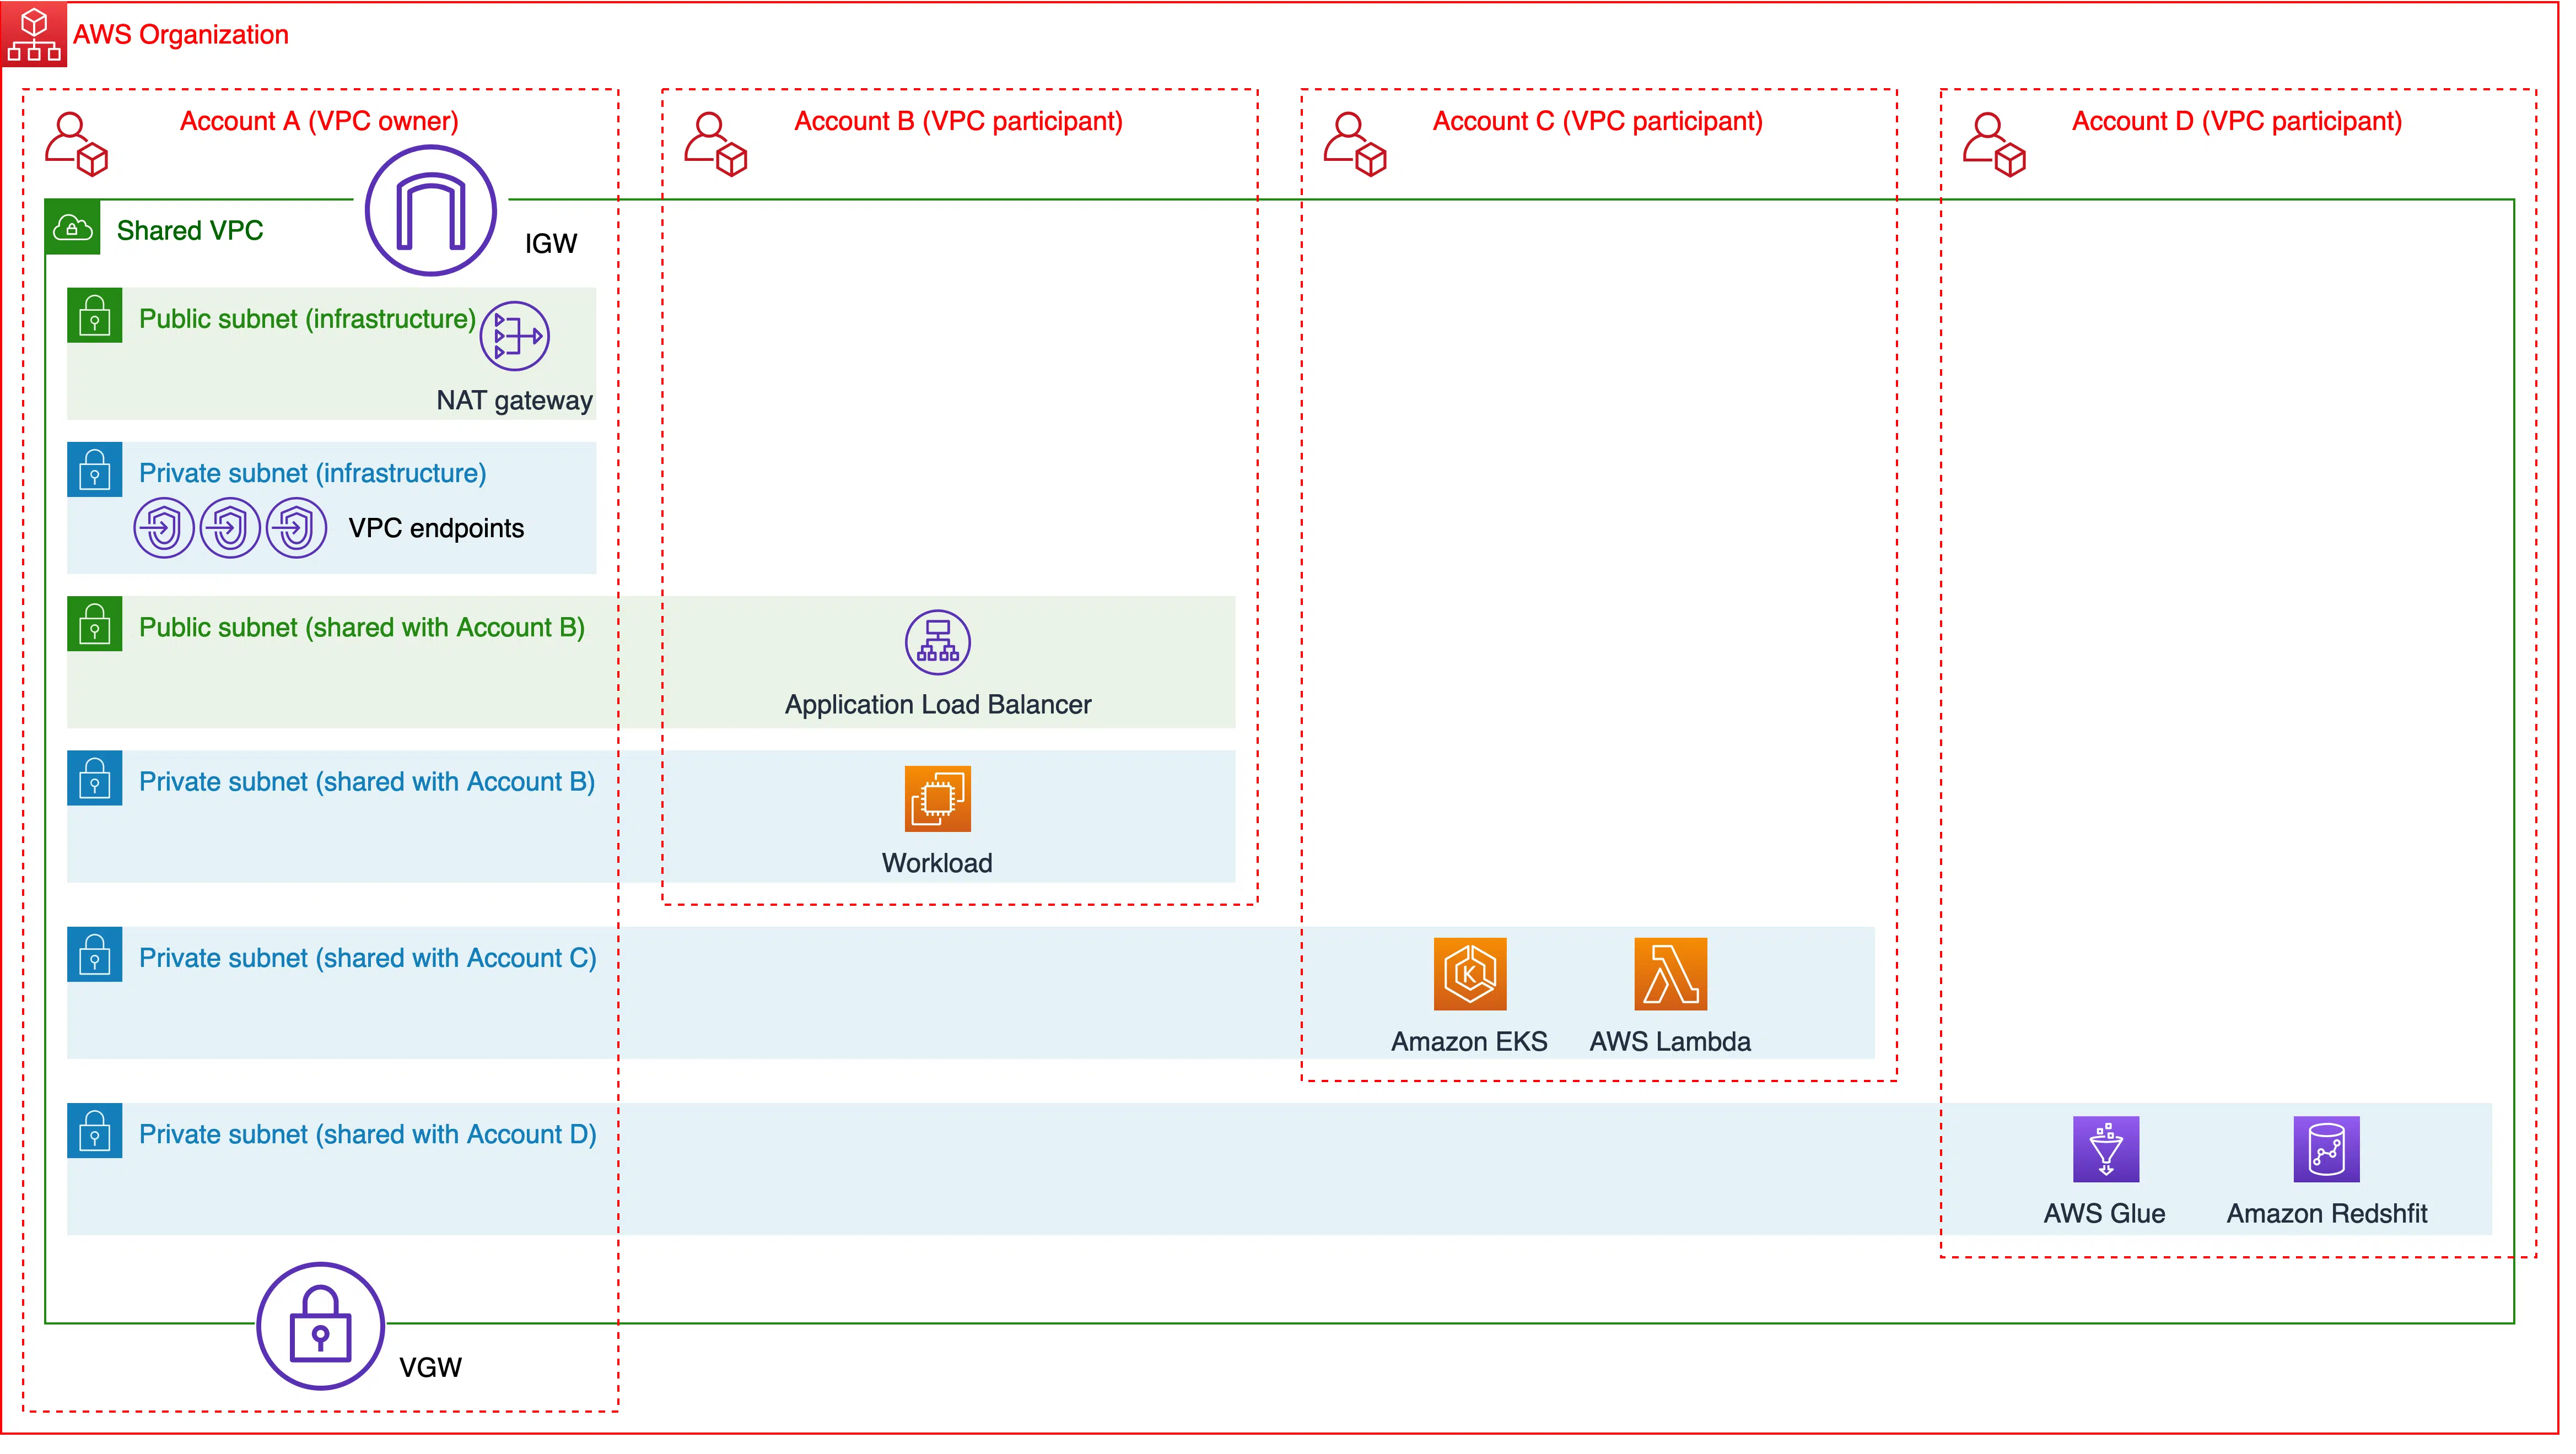 AWS Organization
Account A (VPC owner)
Account B (VPC participant)
Account C (VPC participant)
Account D (VPC participant)
Shared VPC
IGW
Public subnet (infrastructure)
NAT gateway
Private subnet (infrastructure)
VPC endpoints
Public subnet (shared with Account B)
Application Load Balancer
Private subnet (shared with Account B)
Workload
Private subnet (shared with Account C)
K
Amazon EKS
AWS Lambda
Private subnet (shared with Account D)
AWS Glue
Amazon Redshfit
VGW